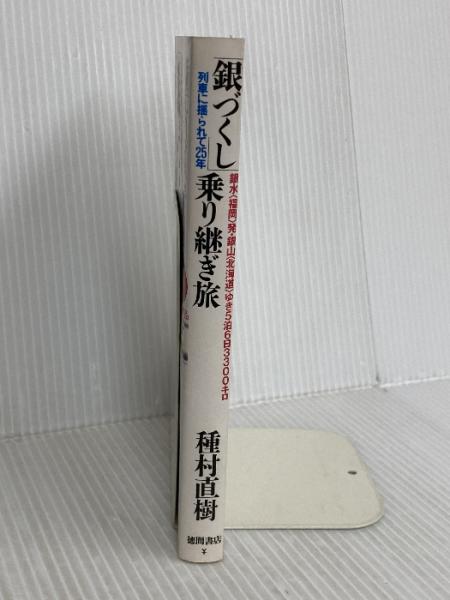 「銀づくし」乗り継ぎ旅
銀水〈福岡〉発・銀山〈北海道〉ゆき5泊6日3300キロ
列車に揺られて25年
種村直樹
徳間書店